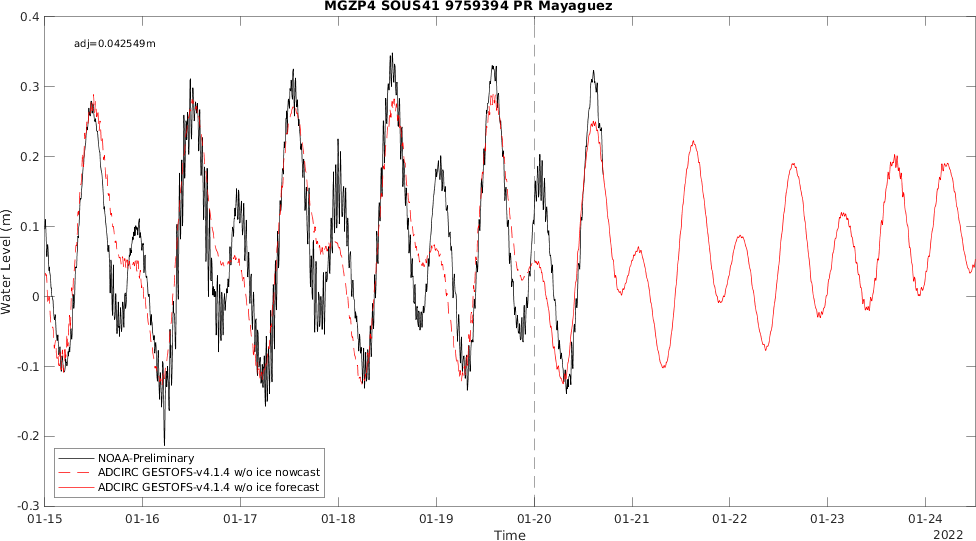 MGZP4 SOUS41 9759394 PR Mayaguez
adj=0.042549m
0.4
0.3
0.2
0.1
0
-0.1
-0.2
-0.3
Water Level (m)
NOAA-Preliminary
ADCIRC GESTOFS-v4.1.4 w/o ice nowcast
ADCIRC GESTOFS-v4.1.4 w/o ice forecast
01-15 01-16 01-17 01-18 01-19 01-20 01-21 01-22 01-23 01-24
Time
2022